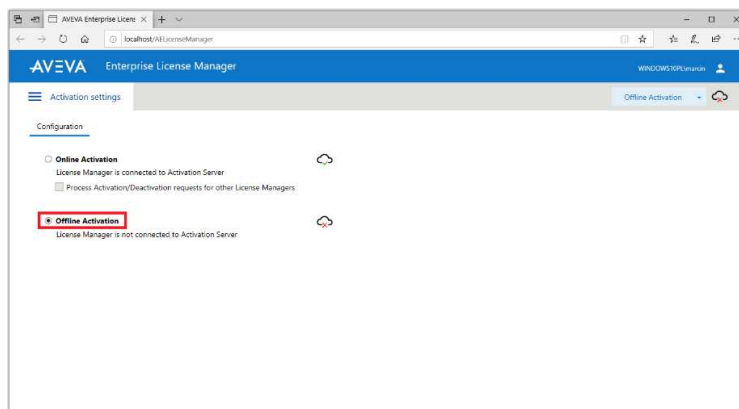 AVEVA Enterprise Licens
localhost/AELicenseManager
AVEVA Enterprise License Manager
WINDOWS10PL\marcin
Activation settings
Offline Activation
Configuration
Online Activation
License Manager is connected to Activation Server
Process Activation/Deactivation requests for other License Managers
Offline Activation
License Manager is not connected to Activation Server